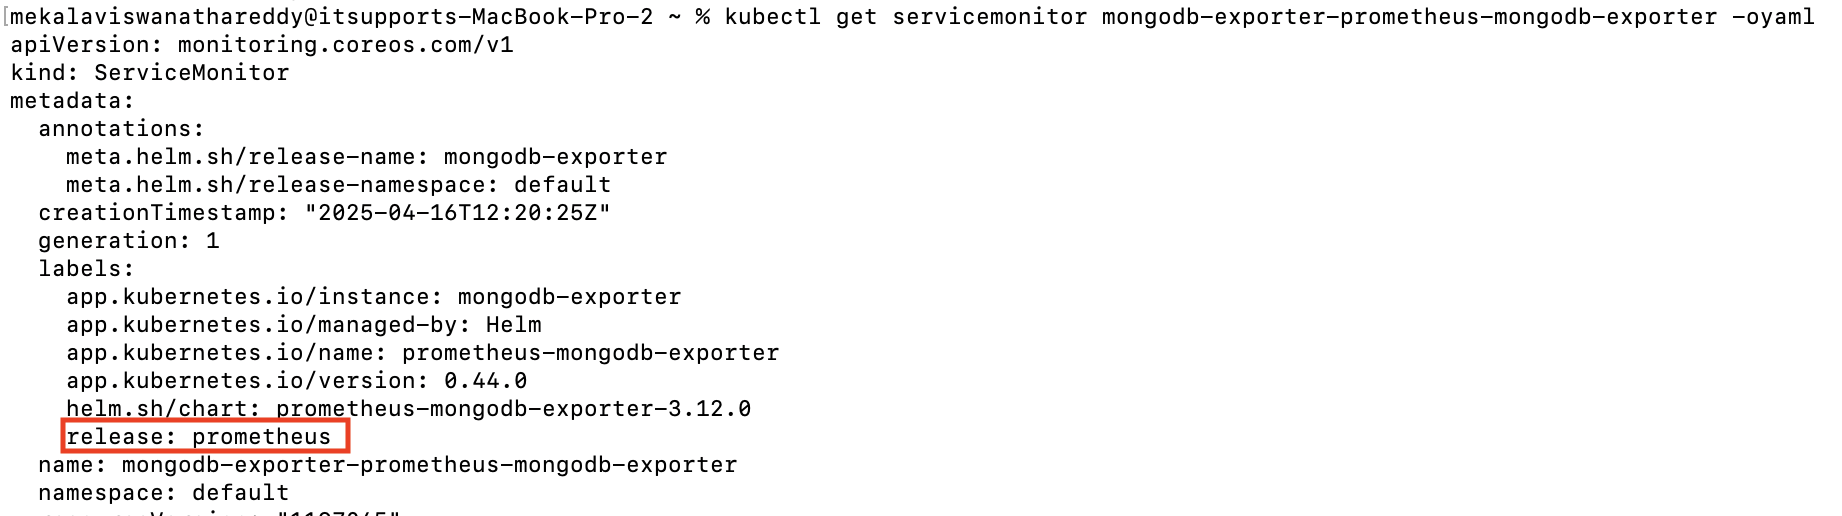 mekalaviswanathareddy@itsupports-MacBook-Pro-2 ~ % kubectl get servicemonitor mongodb-exporter-prometheus-mongodb-exporter -oyaml
apiVersion: monitoring.coreos.com/v1
kind: ServiceMonitor
metadata:
  annotations:
    meta.helm.sh/release-name: mongodb-exporter
    meta.helm.sh/release-namespace: default
  creationTimestamp: "2025-04-16T12:20:25Z"
  generation: 1
  labels:
    app.kubernetes.io/instance: mongodb-exporter
    app.kubernetes.io/managed-by: Helm
    app.kubernetes.io/name: prometheus-mongodb-exporter
    app.kubernetes.io/version: 0.44.0
    helm.sh/chart: prometheus-mongodb-exporter-3.12.0
    release: prometheus
  name: mongodb-exporter-prometheus-mongodb-exporter
  namespace: default